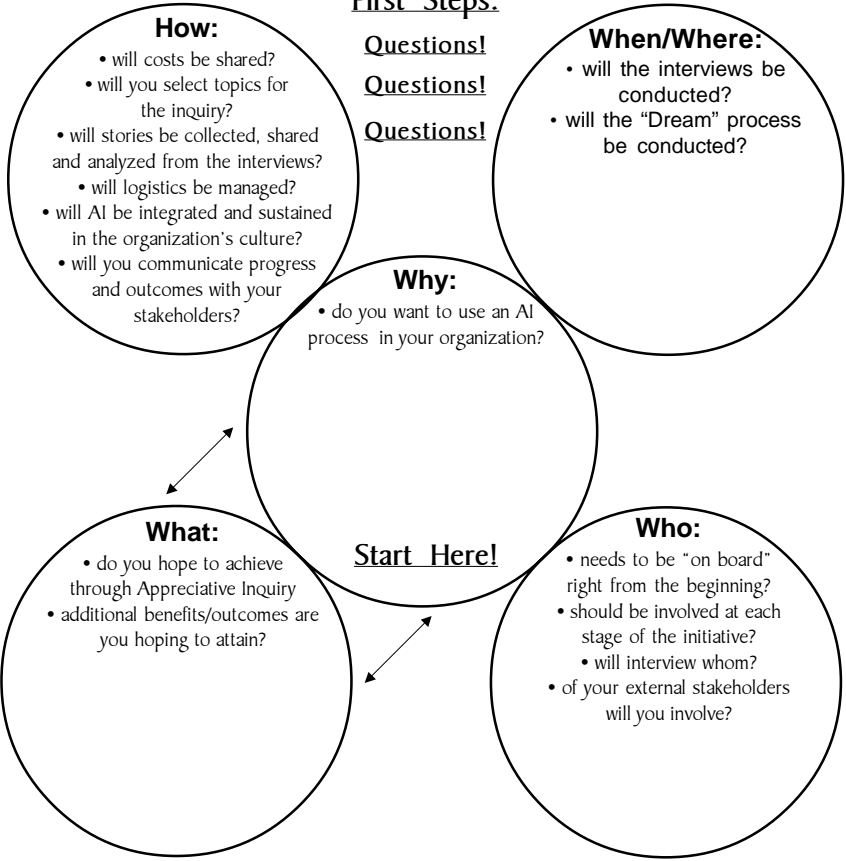 First Steps:
Questions!
Questions!
Questions!
How:
• will costs be shared?
• will you select topics for
the inquiry?
• will stories be collected, shared
and analyzed from the interviews?
• will logistics be managed?
• will AI be integrated and sustained
in the organization's culture?
• will you communicate progress
and outcomes with your
stakeholders?
When/Where:
• will the interviews be
conducted?
• will the “Dream” process
be conducted?
Why:
• do you want to use an AI
process in your organization?
Start Here!
What:
• do you hope to achieve
through Appreciative Inquiry
• additional benefits/outcomes are
you hoping to attain?
Who:
• needs to be “on board”
right from the beginning?
• should be involved at each
stage of the initiative?
• will interview whom?
• of your external stakeholders
will you involve?